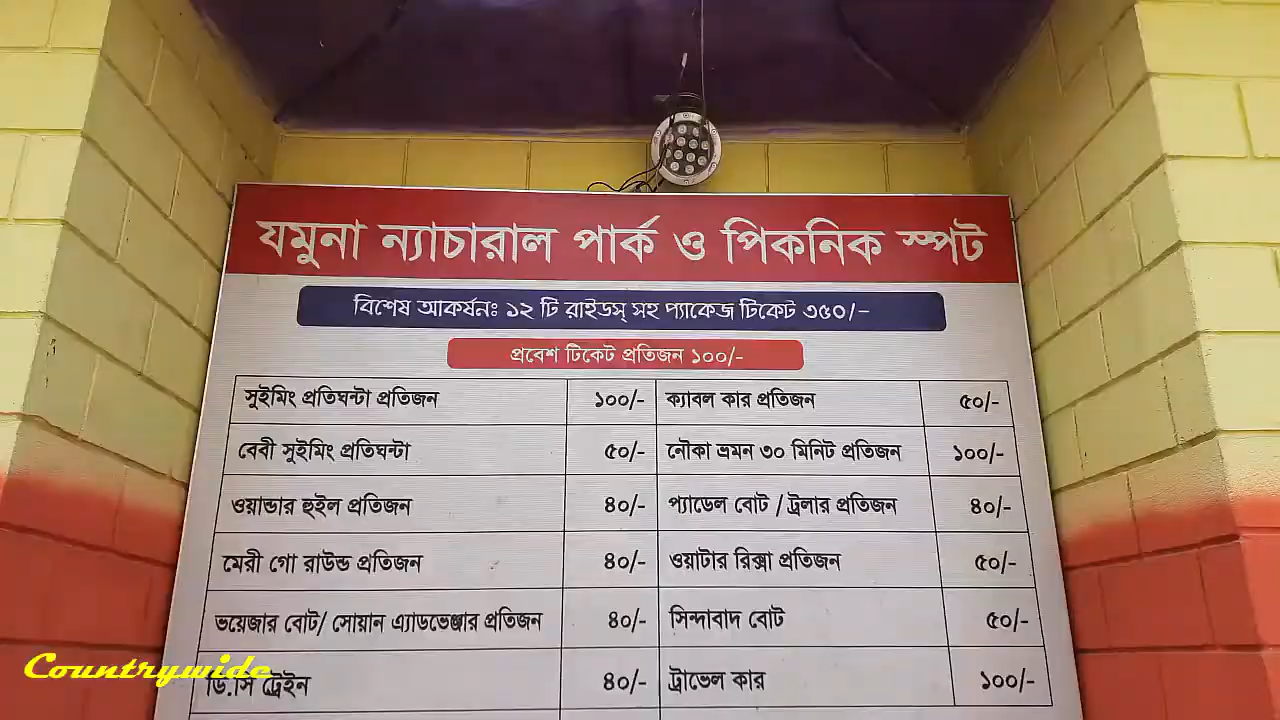 যমুনা ন্যাচারাল পার্ক ও পিকনিক স্পট
বিশেষ আকর্ষনঃ ১২ টি রাইডস্ সহ প্যাকেজ টিকেট ৩৫০/-
প্রবেশ টিকেট প্রতিজন ১০০/-
সুইমিং প্রতিঘন্টা প্রতিজন ১০০/- ক্যাবল কার প্রতিজন ৫০/-
বেবী সুইমিং প্রতিঘন্টা ৫০/- নৌকা ভ্রমন ৩০ মিনিট প্রতিজন ১০০/-
ওয়ান্ডার হুইল প্রতিজন ৪০/- প্যাডেল বোট / ট্রলার প্রতিজন ৪০/-
মেরী গো রাউন্ড প্রতিজন ৪০/- ওয়াটার রিক্সা প্রতিজন ৫০/-
ভয়েজার বোট/ সোয়ান এ্যাডভেঞ্জার প্রতিজন ৪০/- সিন্দাবাদ বোট ৫০/-
ডি.সি ট্রেইন ৪০/- ট্রাভেল কার ১০০/-
Countrywide